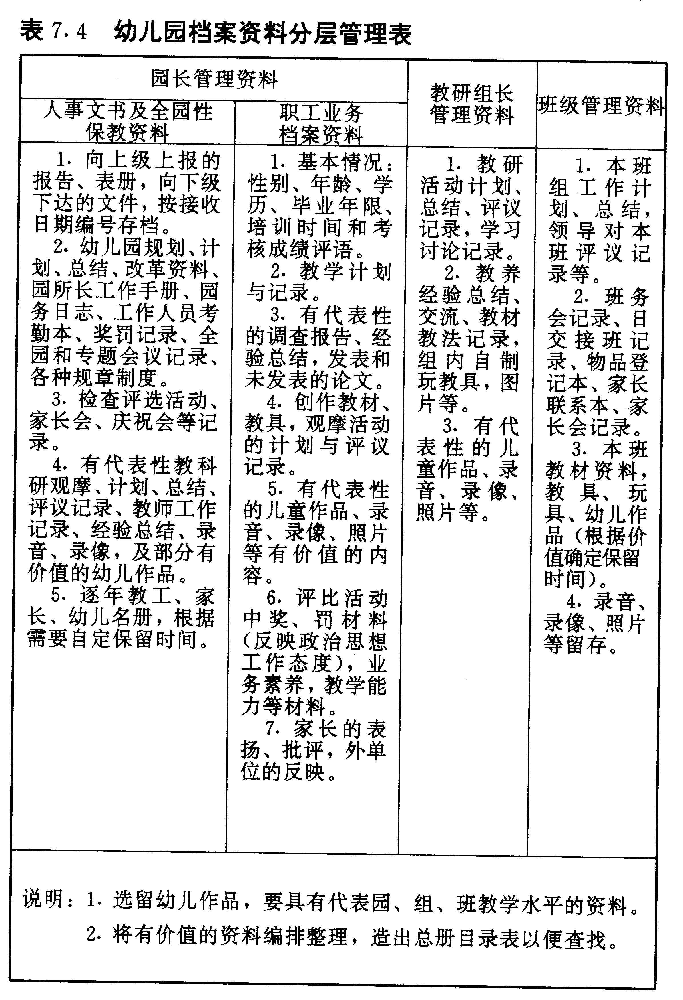 表 7.4 幼儿园档案资料分层管理表
园长管理资料
人事文书及全园性
保教资料
职工业务
档案资料
教研组长
管理资料
班级管理资料
1. 向上级上报的
报告、表册，向下级
下达的文件，按接收
日期编号存档。
2. 幼儿园规划、计
划、总结、改革资料、
园所长工作手册、园
务日志、工作人员考
勤本、奖罚记录、全
园和专题会议记录、
各种规章制度。
3. 检查评选活动、
家长会、庆祝会等记
录。
4. 有代表性教科
研观摩、计划、总结、
评议记录、教师工作
记录、经验总结、录
音、录像，及部分有
价值的幼儿作品。
5. 逐年教工、家
长、幼儿名册，根据
需要自定保留时间。
1. 基本情况：
性别、年龄、学
历、毕业年限、
培训时间和考
核成绩评语。
2. 教学计划
与记录。
3. 有代表性
的调查报告、经
验总结，发表和
未发表的论文。
4. 创作教材、
教具，观摩活动
的计划与评议
记录。
5. 有代表性
的儿童作品、录
音、录像、照片
等有价值的内
容。
6. 评比活动
中奖、罚材料
（反映政治思想
工作态度），业
务素养，教学能
力等材料。
7. 家长的表
扬、批评，外单
位的反映。
1. 教研
活动计划、
总结、评议
记录，学习
讨论记录。
2. 教养
经验总结、
交流、教材
教法记录，
组内自制
玩教具，图
片等。
3. 有代
表性的儿
童作品、录
音、录像、
照片等。
1. 本班
组工作计
划、总结，
领导对本
班评议记
录等。
2. 班务
会记录、日
交接班记
录、物品登
记本、家长
联系本、家
长会记录。
3. 本班
教材资料，
教具、玩
具、幼儿作
品（根据价
值确定保留
时间）。
4. 录音、
录像、照片
等留存。
说明：1. 选留幼儿作品，要具有代表园、组、班教学水平的资料。
2. 将有价值的资料编排整理，造出总册目录表以便查找。